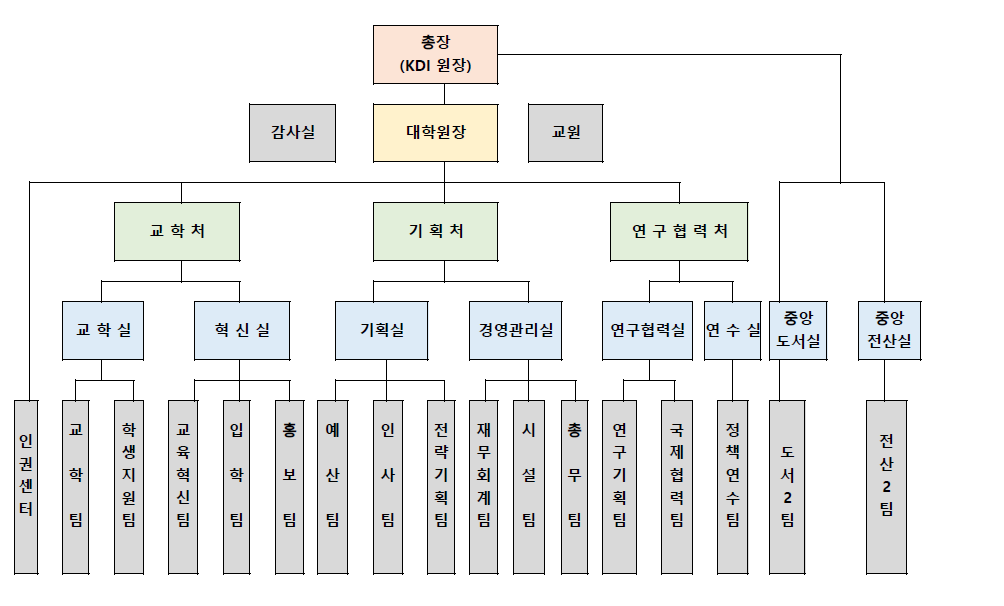 총장
(KDI 원장)
감사실
대학원장
교원
교 학 처
기 획 처
연 구 협 력 처
교 학 실
혁 신 실
기획실
경영관리실
연구협력실
연 수 실
중앙
도서실
중앙
전산실
인권센터
교 학 팀
학생지원팀
교육혁신팀
입 학 팀
홍 보 팀
예 산 팀
인 사 팀
전략기획팀
재무회계팀
시 설 팀
총 무 팀
연구기획팀
국제협력팀
정책연수팀
도서2팀
전산2팀